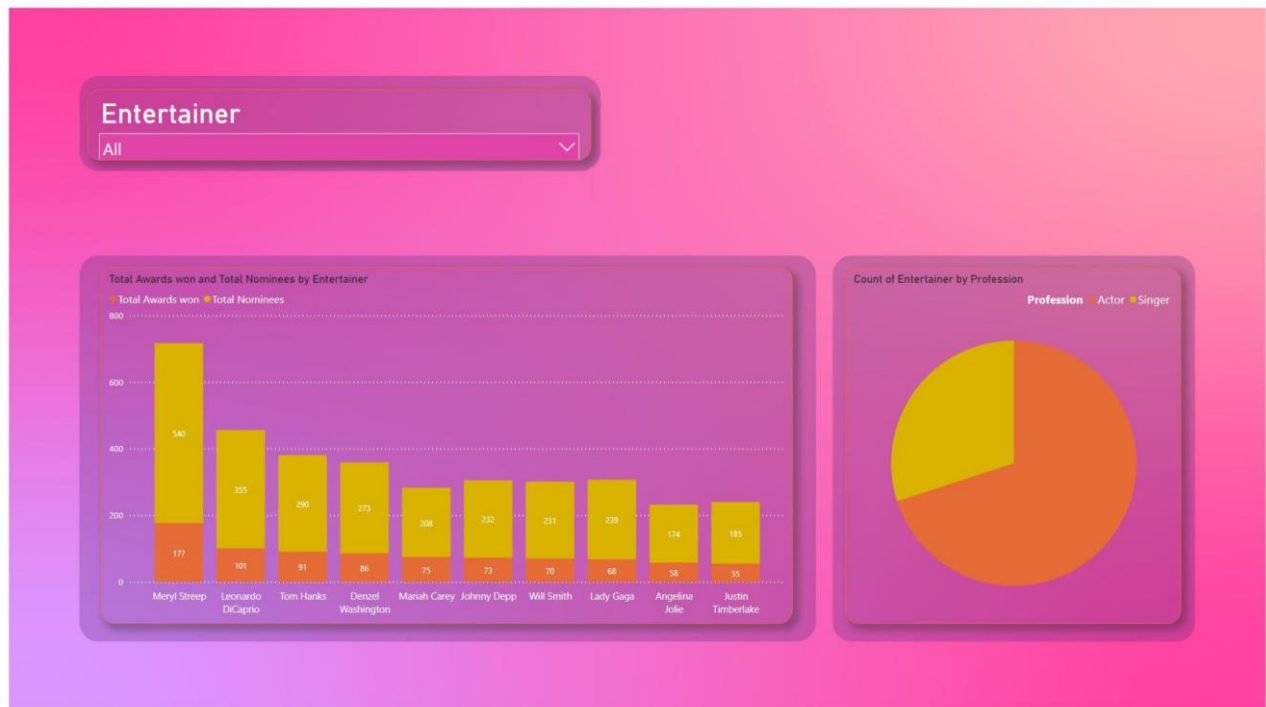 Entertainer
All
Total Awards won and Total Nominees by Entertainer
Total Awards won Total Nominees
800
600
400
200
0
540
355
290
273
208
232
231
239
174
185
177
101
91
86
75
73
70
68
58
55
Meryl Streep
Leonardo
DiCaprio
Tom Hanks
Denzel
Washington
Mariah Carey
Johnny Depp
Will Smith
Lady Gaga
Angelina
Jolie
Justin
Timberlake
Count of Entertainer by Profession
Profession Actor Singer